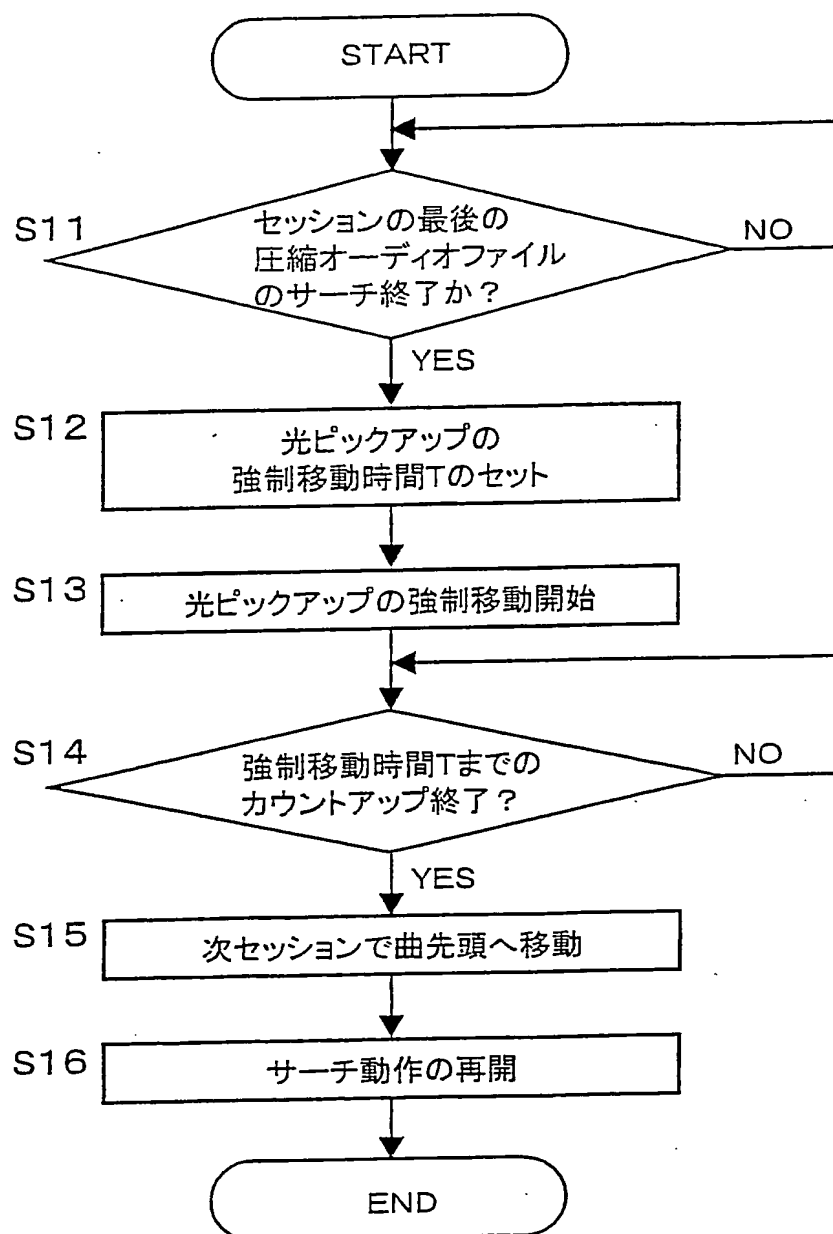 START
S11
セッションの最後の
圧縮オーディオファイル
のサーチ終了か？
NO
YES
S12
光ピックアップの
強制移動時間Tのセット
S13
光ピックアップの強制移動開始
S14
強制移動時間Tまでの
カウントアップ終了？
NO
YES
S15
次セッションで曲先頭へ移動
S16
サーチ動作の再開
END